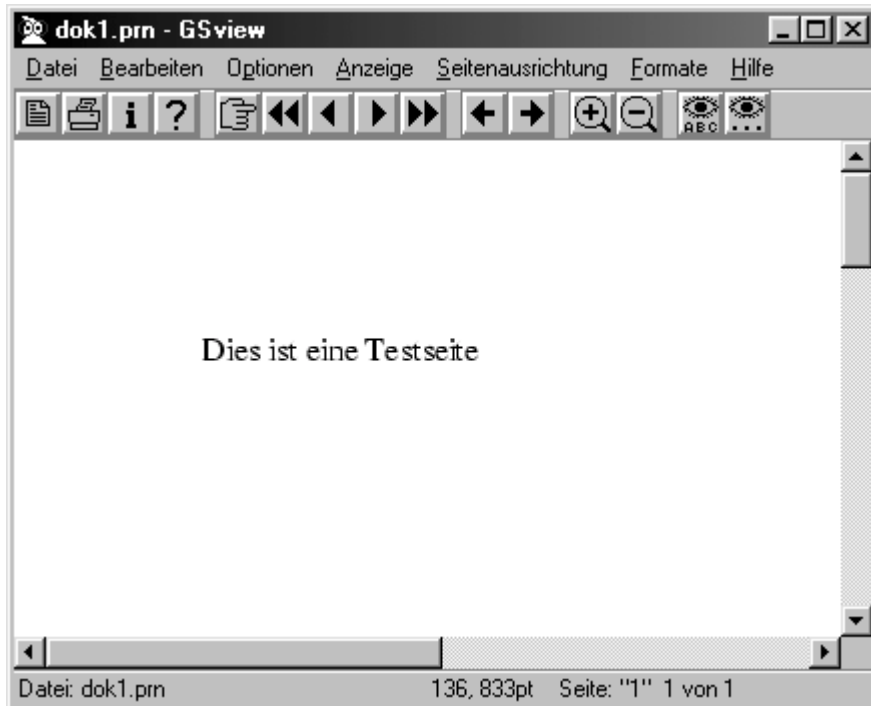 dok1.prn - GSview
Datei Bearbeiten Optionen Anzeige Seitenausrichtung Formate Hilfe
i ? ABC ...
Dies ist eine Testseite
Datei: dok1.prn 136, 833pt Seite: "1" 1 von 1